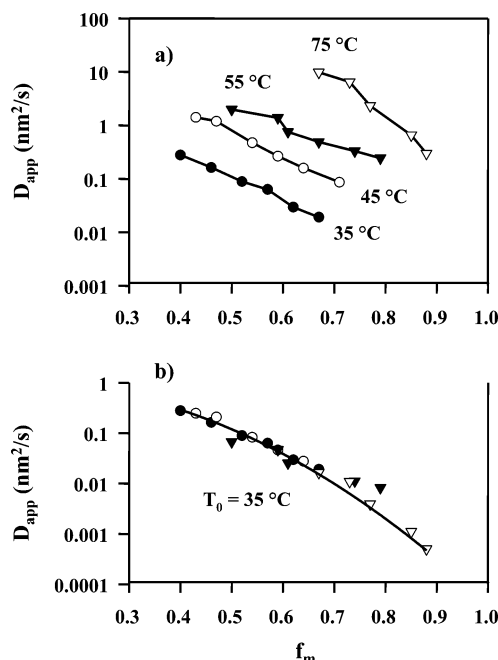 100
a)
75 °C
10
55 °C
1
D_app (nm²/s)
0.1
45 °C
0.01
35 °C
0.001
0.3 0.4 0.5 0.6 0.7 0.8 0.9 1.0
b)
1
0.1
D_app (nm²/s)
0.01
T₀ = 35 °C
0.001
0.0001
0.3 0.4 0.5 0.6 0.7 0.8 0.9 1.0
f_m